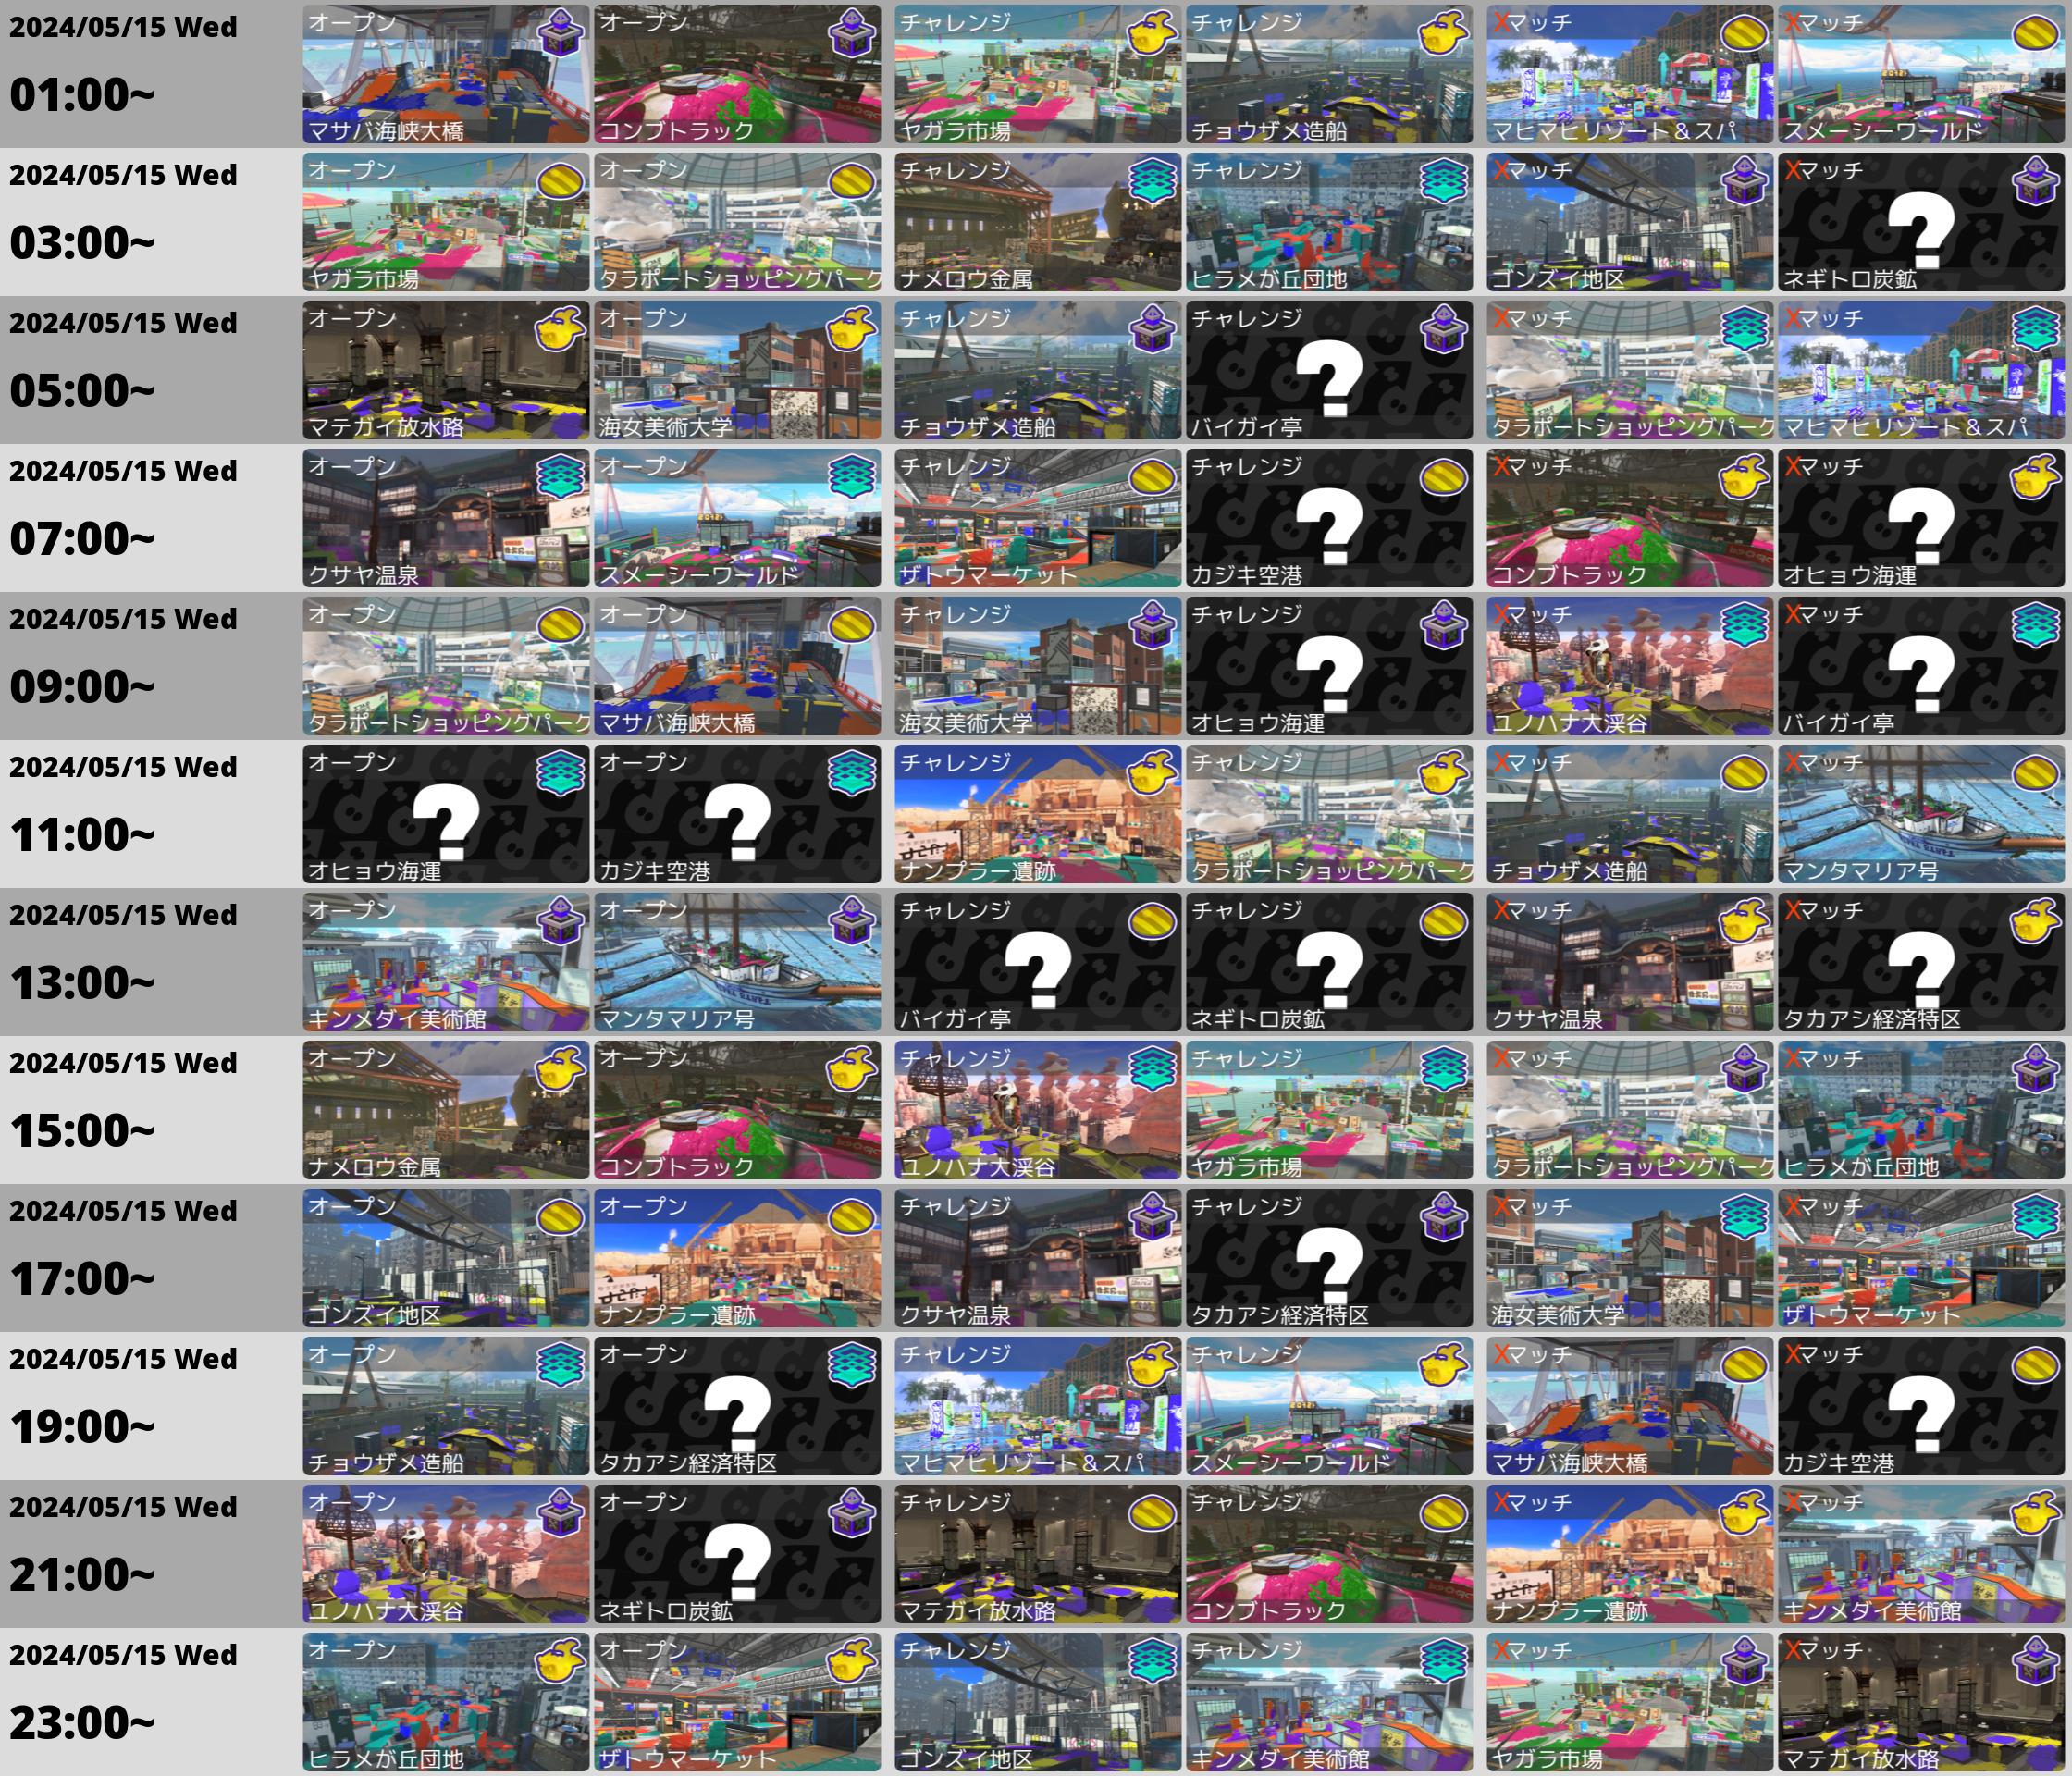 2024/05/15 Wed
01:00~
オープン オープン チャレンジ チャレンジ Xマッチ Xマッチ
マサバ海峡大橋 コンブトラック ヤガラ市場 チョウザメ造船 マヒマヒリゾート＆スパ スメーシーワールド
2024/05/15 Wed
03:00~
オープン オープン チャレンジ チャレンジ Xマッチ Xマッチ
ヤガラ市場 タラポートショッピングパーク ナメロウ金属 ヒラメが丘団地 ゴンズイ地区 ネギトロ炭鉱
2024/05/15 Wed
05:00~
オープン オープン チャレンジ チャレンジ Xマッチ Xマッチ
マテガイ放水路 海女美術大学 チョウザメ造船 バイガイ亭 タラポートショッピングパーク マヒマヒリゾート＆スパ
2024/05/15 Wed
07:00~
オープン オープン チャレンジ チャレンジ Xマッチ Xマッチ
クサヤ温泉 スメーシーワールド ザトウマーケット カジキ空港 コンブトラック オヒョウ海運
2024/05/15 Wed
09:00~
オープン オープン チャレンジ チャレンジ Xマッチ Xマッチ
タラポートショッピングパーク マサバ海峡大橋 海女美術大学 オヒョウ海運 ユノハナ大渓谷 バイガイ亭
2024/05/15 Wed
11:00~
オープン オープン チャレンジ チャレンジ Xマッチ Xマッチ
オヒョウ海運 カジキ空港 ナンプラー遺跡 タラポートショッピングパーク チョウザメ造船 マンタマリア号
2024/05/15 Wed
13:00~
オープン オープン チャレンジ チャレンジ Xマッチ Xマッチ
キンメダイ美術館 マンタマリア号 バイガイ亭 ネギトロ炭鉱 クサヤ温泉 タカアシ経済特区
2024/05/15 Wed
15:00~
オープン オープン チャレンジ チャレンジ Xマッチ Xマッチ
ナメロウ金属 コンブトラック ユノハナ大渓谷 ヤガラ市場 タラポートショッピングパーク ヒラメが丘団地
2024/05/15 Wed
17:00~
オープン オープン チャレンジ チャレンジ Xマッチ Xマッチ
ゴンズイ地区 ナンプラー遺跡 クサヤ温泉 タカアシ経済特区 海女美術大学 ザトウマーケット
2024/05/15 Wed
19:00~
オープン オープン チャレンジ チャレンジ Xマッチ Xマッチ
チョウザメ造船 タカアシ経済特区 マヒマヒリゾート＆スパ スメーシーワールド マサバ海峡大橋 カジキ空港
2024/05/15 Wed
21:00~
オープン オープン チャレンジ チャレンジ Xマッチ Xマッチ
ユノハナ大渓谷 ネギトロ炭鉱 マテガイ放水路 コンブトラック ナンプラー遺跡 キンメダイ美術館
2024/05/15 Wed
23:00~
オープン オープン チャレンジ チャレンジ Xマッチ Xマッチ
ヒラメが丘団地 ザトウマーケット ゴンズイ地区 キンメダイ美術館 ヤガラ市場 マテガイ放水路